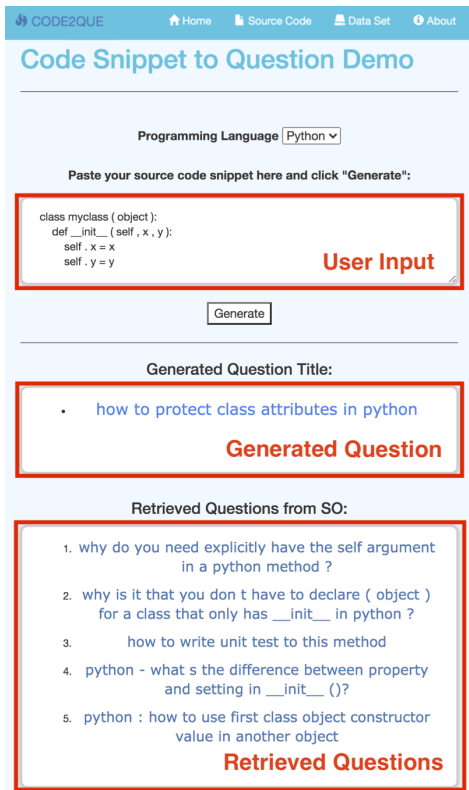 CODE2QUE Home Source Code Data Set About
Code Snippet to Question Demo
Programming Language Python
Paste your source code snippet here and click "Generate":
class myclass ( object ):
def __init__ ( self , x , y ):
self . x = x
self . y = y
User Input
Generate
Generated Question Title:
• how to protect class attributes in python
Generated Question
Retrieved Questions from SO:
1. why do you need explicitly have the self argument
in a python method ?
2. why is it that you don t have to declare ( object )
for a class that only has __init__ in python ?
3. how to write unit test to this method
4. python - what s the difference between property
and setting in __init__ ()?
5. python : how to use first class object constructor
value in another object
Retrieved Questions